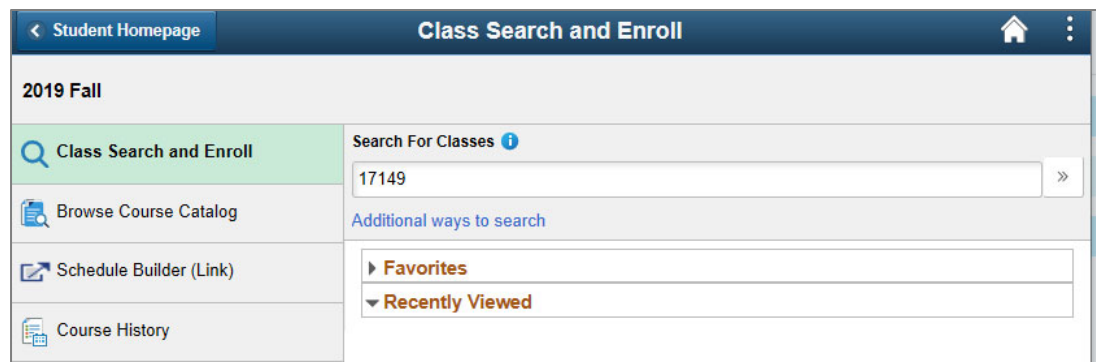 Student Homepage
Class Search and Enroll
2019 Fall
Class Search and Enroll
Browse Course Catalog
Schedule Builder (Link)
Course History
Search For Classes
17149
Additional ways to search
Favorites
Recently Viewed